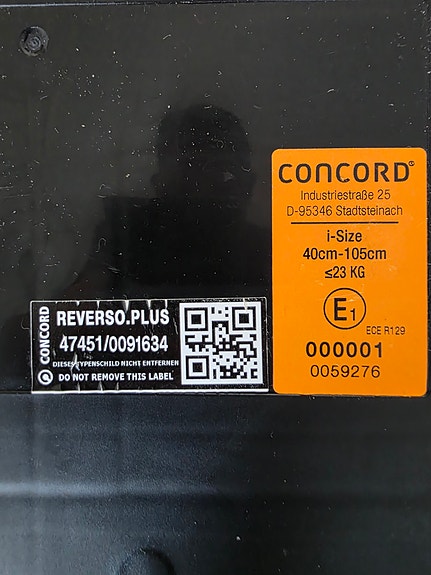 CONCORD
Industriestraße 25
D-95346 Stadtsteinach
i-Size
40cm-105cm
≤23 KG
E1
ECE R129
000001
0059276
CONCORD
REVERSO.PLUS
47451/0091634
DIESES TYPENSCHILD NICHT ENTFERNEN
DO NOT REMOVE THIS LABEL